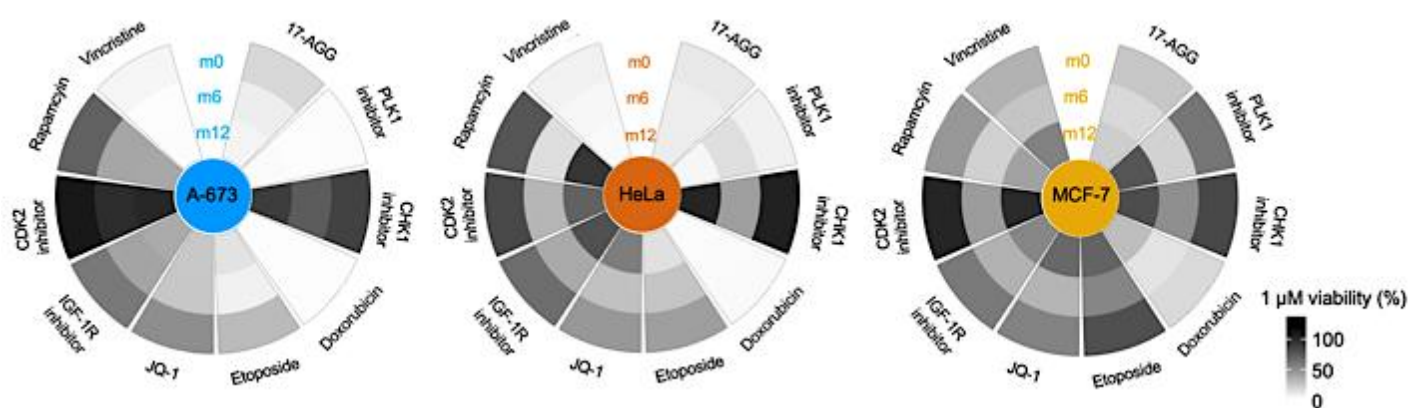 Vincristine
17-AGG
Rapamcyin
m0
m6
m12
PLK1
inhibitor
A-673
CDK2
inhibitor
CHK1
inhibitor
IGF-1R
inhibitor
Doxorubicin
JQ-1
Etoposide
Vincristine
17-AGG
Rapamcyin
m0
m6
m12
PLK1
inhibitor
HeLa
CDK2
inhibitor
CHK1
inhibitor
IGF-1R
inhibitor
Doxorubicin
JQ-1
Etoposide
Vincristine
17-AGG
Rapamcyin
m0
m6
m12
PLK1
inhibitor
MCF-7
CDK2
inhibitor
CHK1
inhibitor
IGF-1R
inhibitor
Doxorubicin
JQ-1
Etoposide
1 µM viability (%)
100
50
0